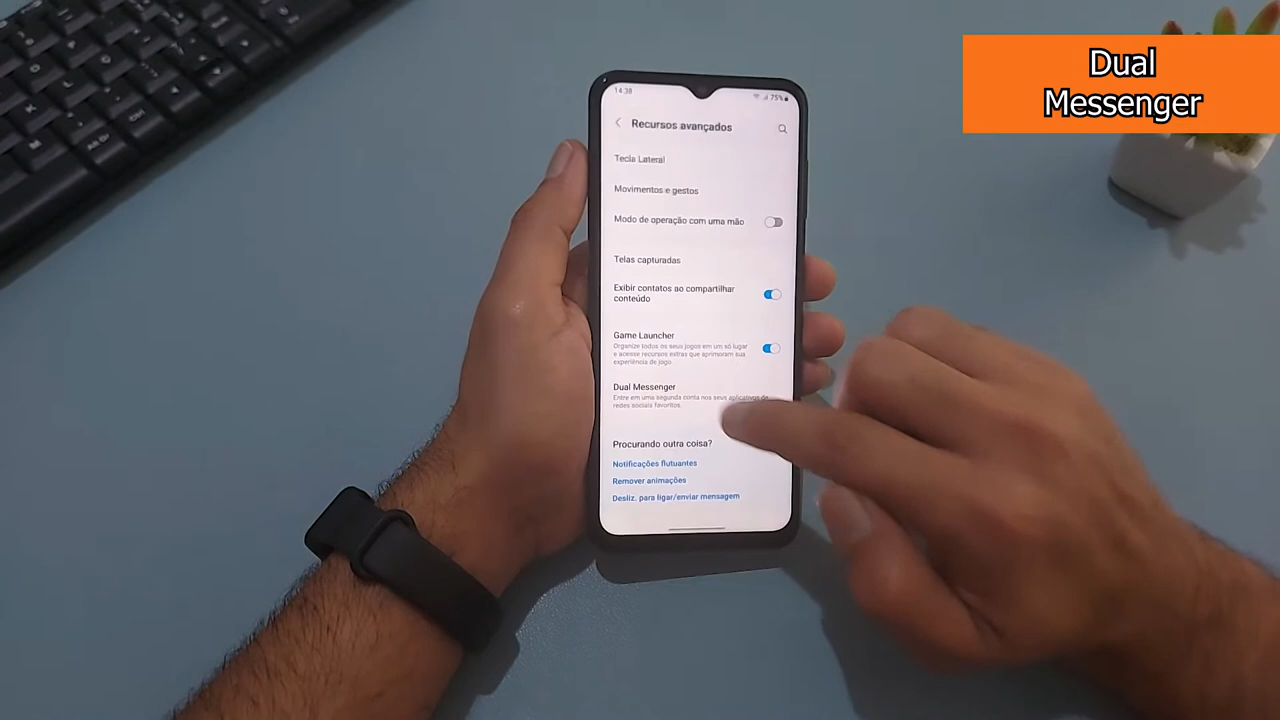 Dual
Messenger
14:38
75%
Recursos avançados
Tecla Lateral
Movimentos e gestos
Modo de operação com uma mão
Telas capturadas
Exibir contatos ao compartilhar
conteúdo
Game Launcher
Organize todos os seus jogos em um só lugar
e acesse recursos extras que aprimoram sua
experiência de jogo.
Dual Messenger
Entre em uma segunda conta nos seus aplicativos de
redes sociais favoritos.
Procurando outra coisa?
Notificações flutuantes
Remover animações
Desliz. para ligar/enviar mensagem